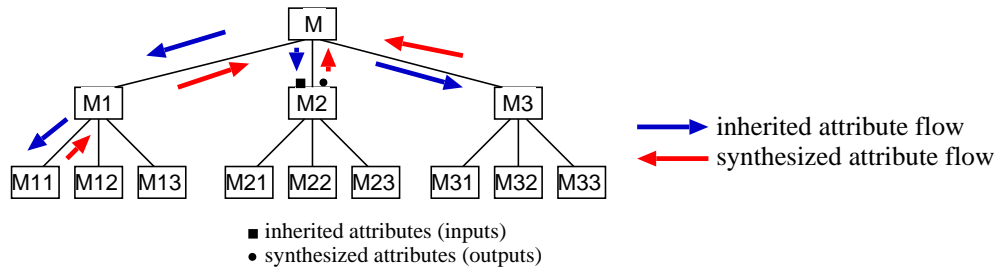 M
M1 M2 M3
M11 M12 M13 M21 M22 M23 M31 M32 M33
inherited attribute flow
synthesized attribute flow
inherited attributes (inputs)
synthesized attributes (outputs)